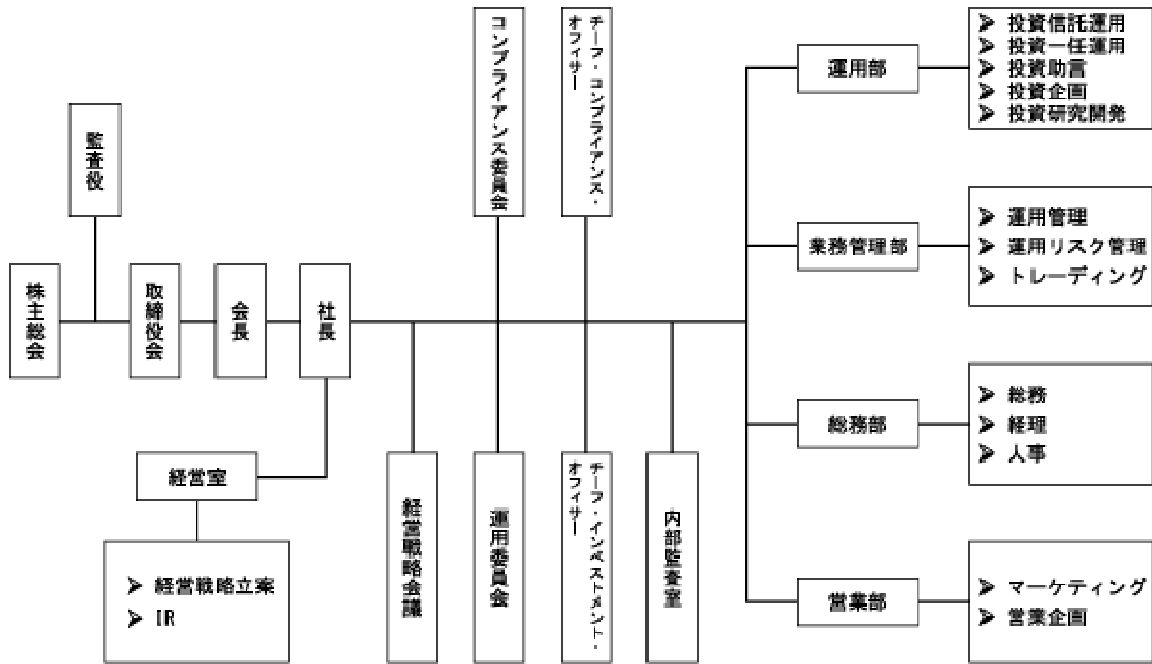 監査役
株主総会
取締役会
会長
社長
経営室
経営戦略立案
IR
コンプライアンス委員会
チーフ・コンプライアンス・
オフィサー
経営戦略会議
運用委員会
チーフ・インベストメント・
オフィサー
内部監査室
運用部
投資信託運用
投資一任運用
投資助言
投資企画
投資研究開発
業務管理部
運用管理
運用リスク管理
トレーディング
総務部
総務
経理
人事
営業部
マーケティング
営業企画